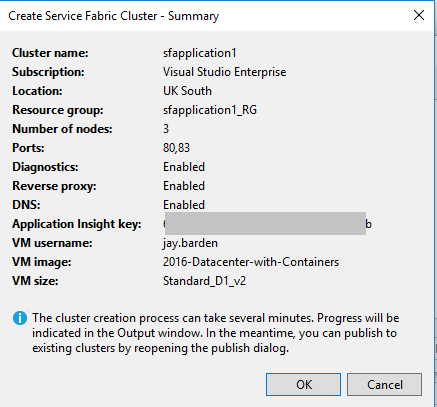 Create Service Fabric Cluster - Summary
Cluster name: sfapplication1
Subscription: Visual Studio Enterprise
Location: UK South
Resource group: sfapplication1_RG
Number of nodes: 3
Ports: 80,83
Diagnostics: Enabled
Reverse proxy: Enabled
DNS: Enabled
Application Insight key: b
VM username: jay.barden
VM image: 2016-Datacenter-with-Containers
VM size: Standard_D1_v2
The cluster creation process can take several minutes. Progress will
be indicated in the Output window. In the meantime, you can publish to
existing clusters by reopening the publish dialog.
OK Cancel